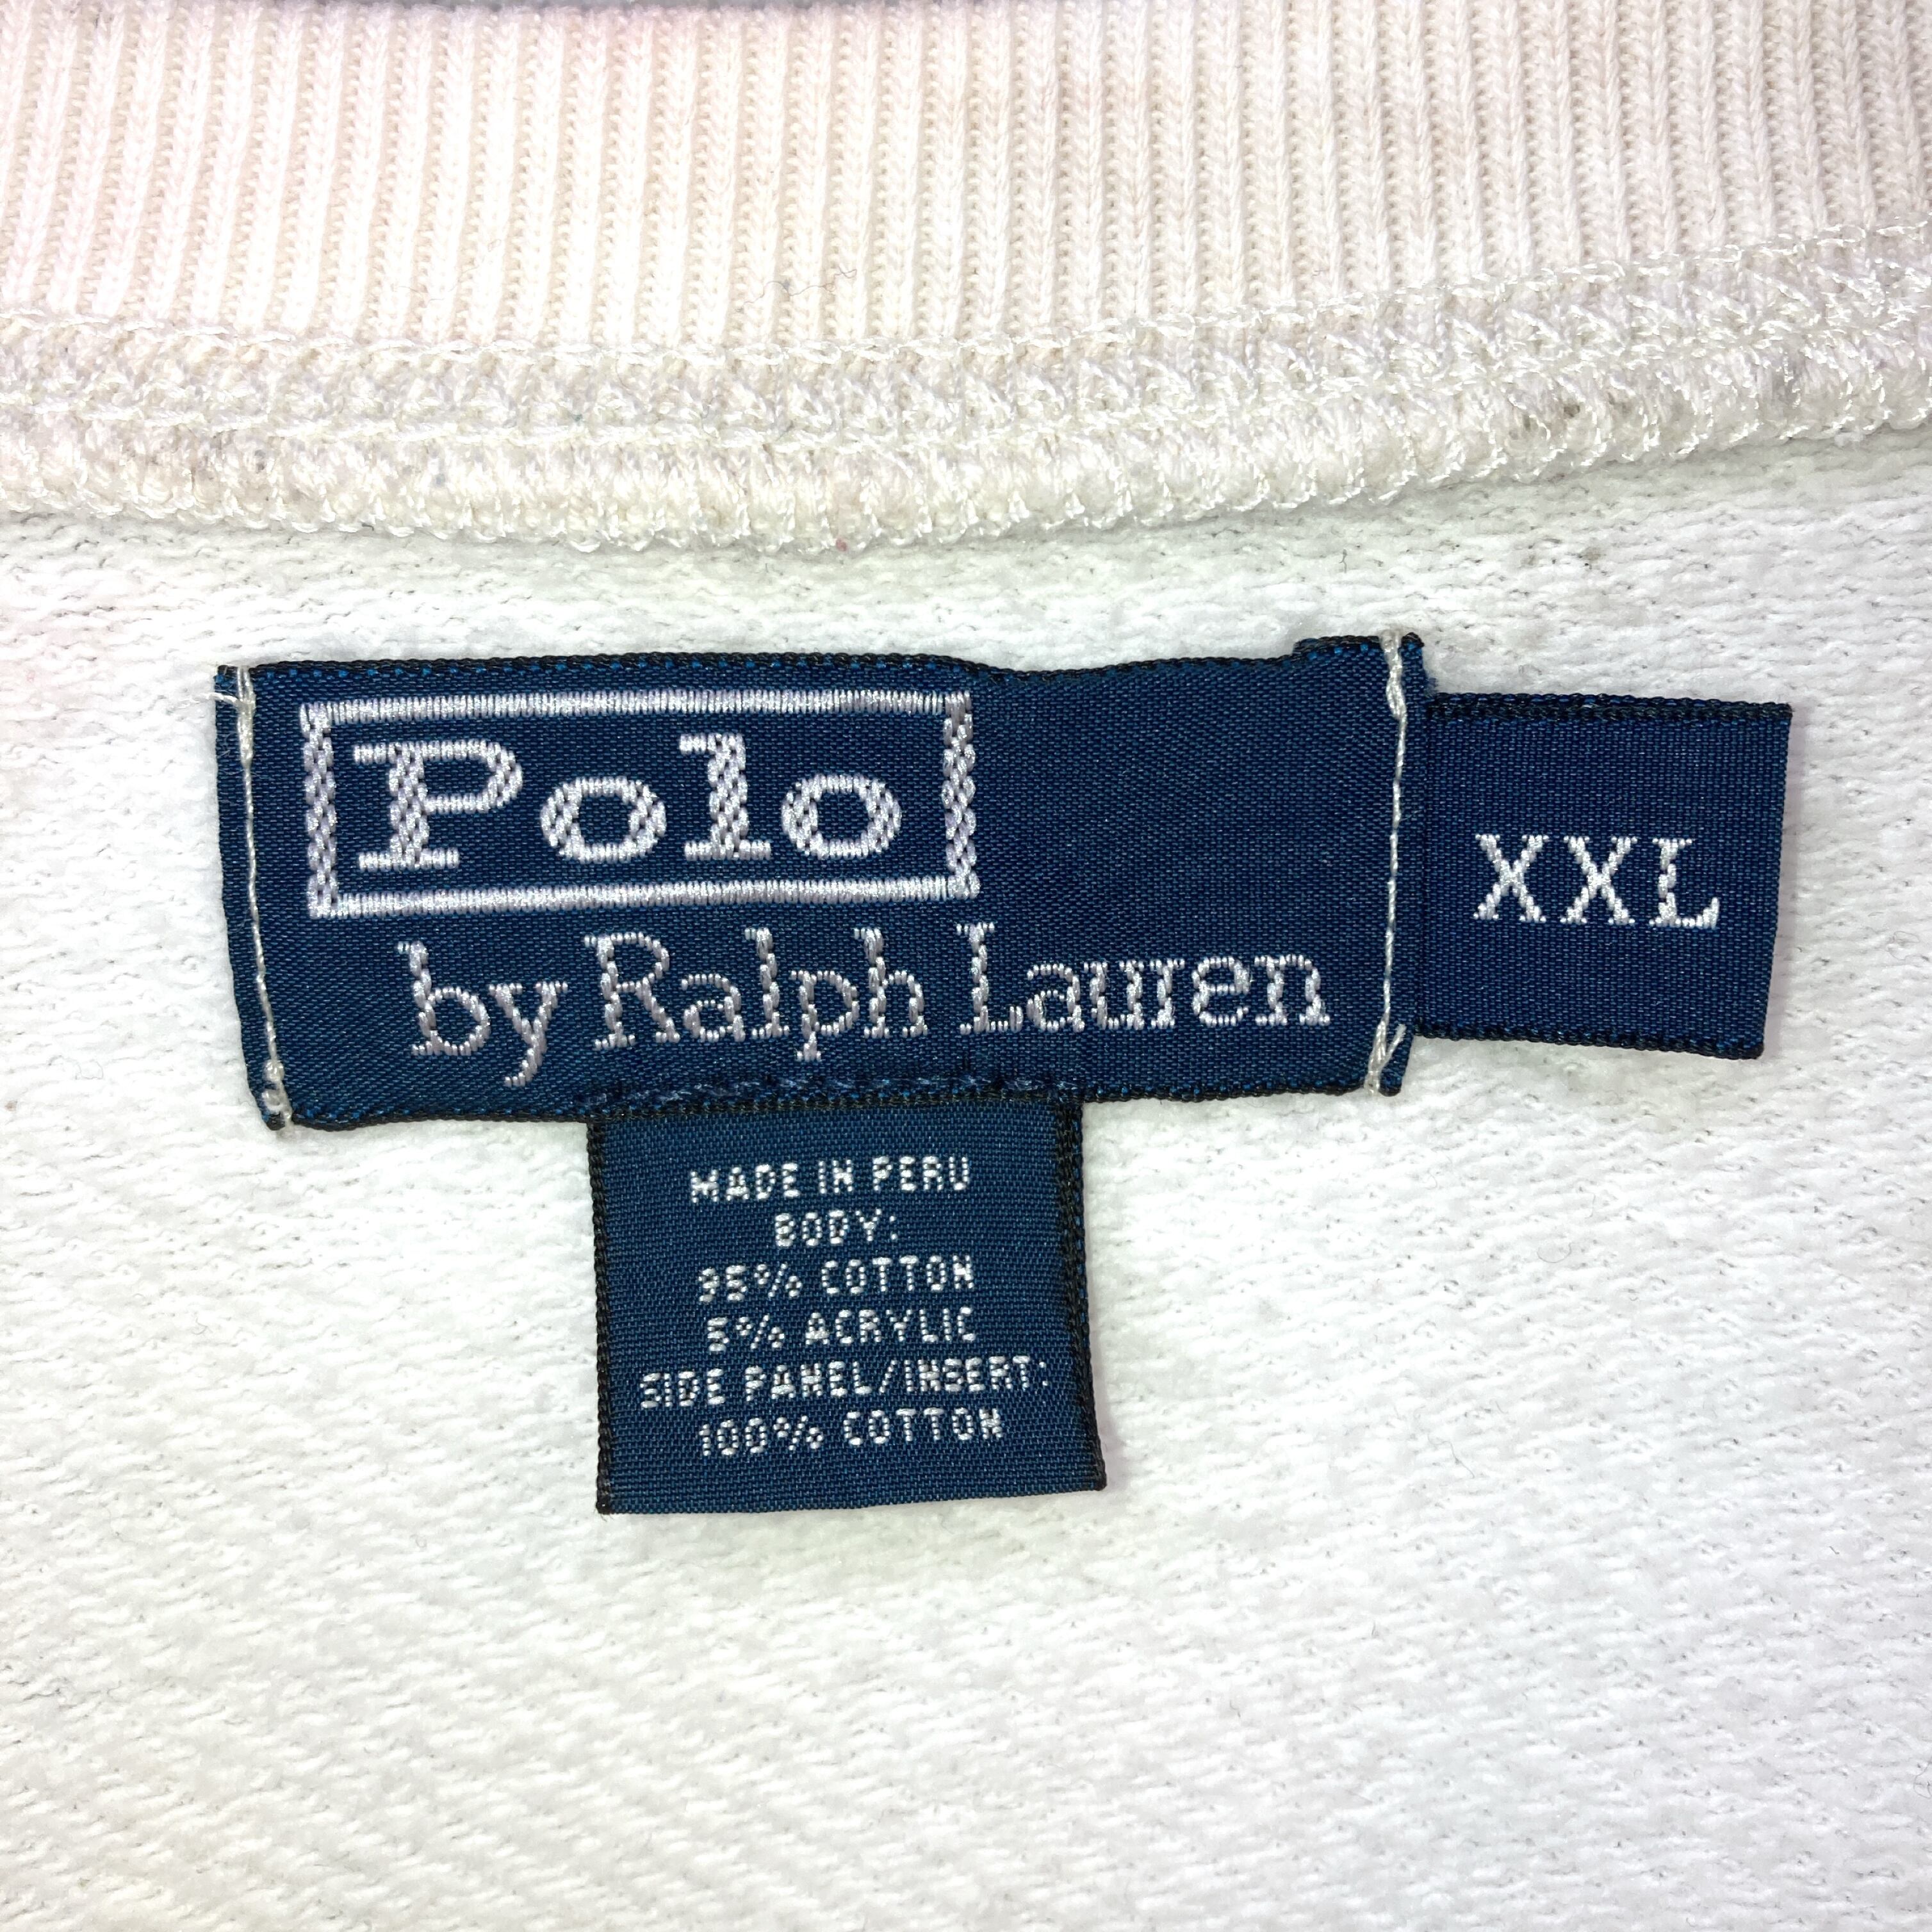 Polo
by Ralph Lauren
XXL
MADE IN PERU
BODY:
95% COTTON
5% ACRYLIC
SIDE PANEL/INSERT:
100% COTTON